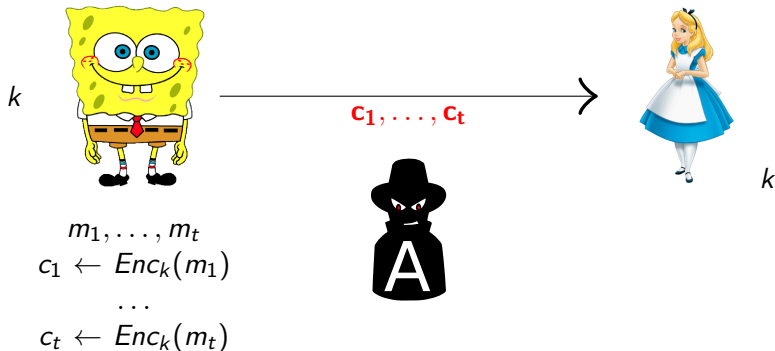 k
c₁, . . . , cₜ
A
k
m₁, . . . , mₜ
c₁ ← Encₖ(m₁)
. . .
cₜ ← Encₖ(mₜ)